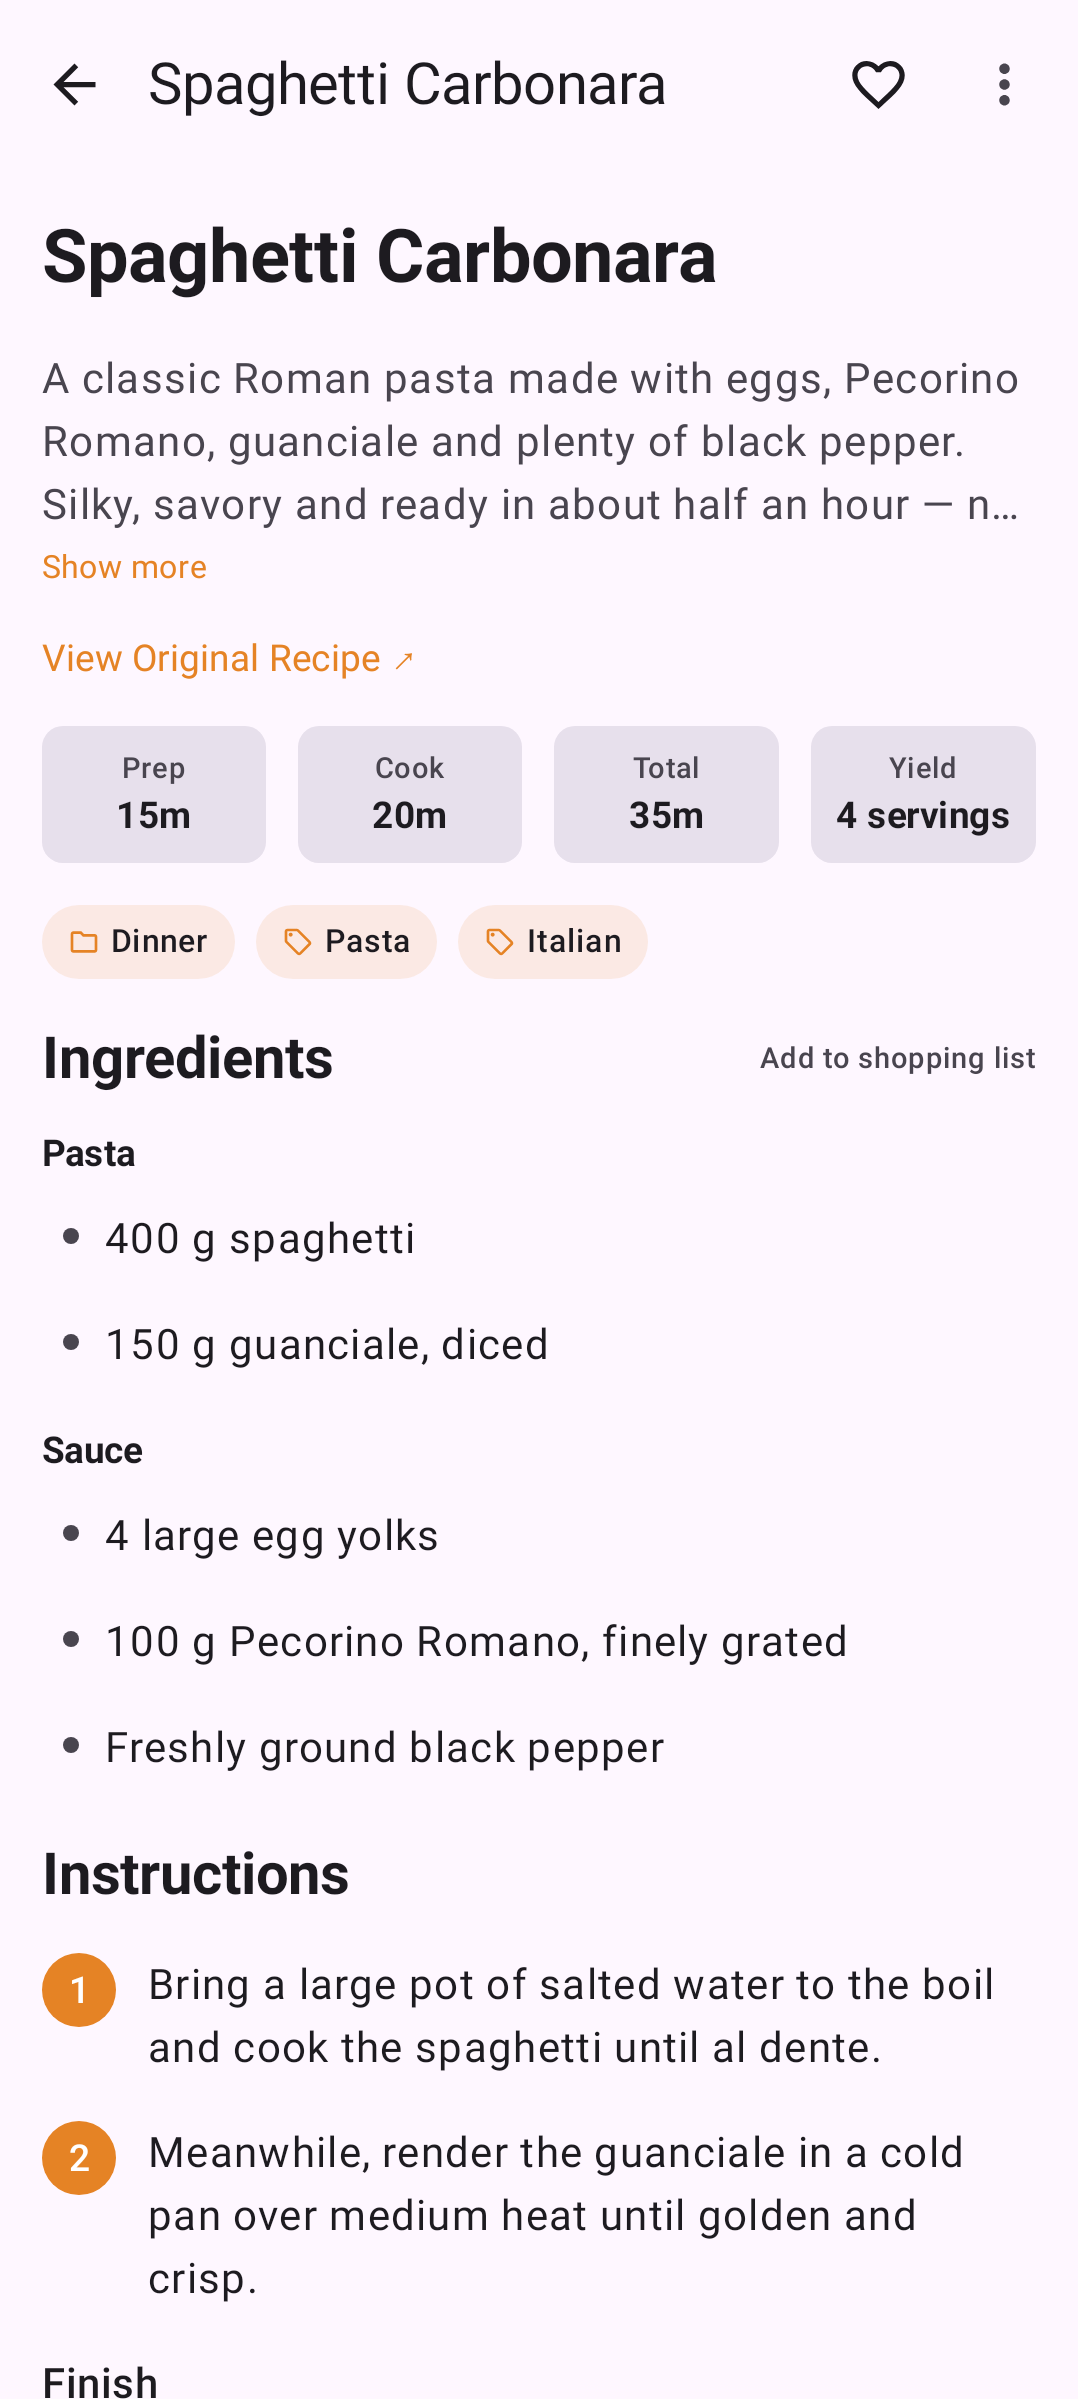 Spaghetti Carbonara
Spaghetti Carbonara
A classic Roman pasta made with eggs, Pecorino
Romano, guanciale and plenty of black pepper.
Silky, savory and ready in about half an hour — n…
Show more
View Original Recipe ↗
Prep
15m
Cook
20m
Total
35m
Yield
4 servings
Dinner
Pasta
Italian
Ingredients
Add to shopping list
Pasta
• 400 g spaghetti
• 150 g guanciale, diced
Sauce
• 4 large egg yolks
• 100 g Pecorino Romano, finely grated
• Freshly ground black pepper
Instructions
1 Bring a large pot of salted water to the boil
and cook the spaghetti until al dente.
2 Meanwhile, render the guanciale in a cold
pan over medium heat until golden and
crisp.
Finish